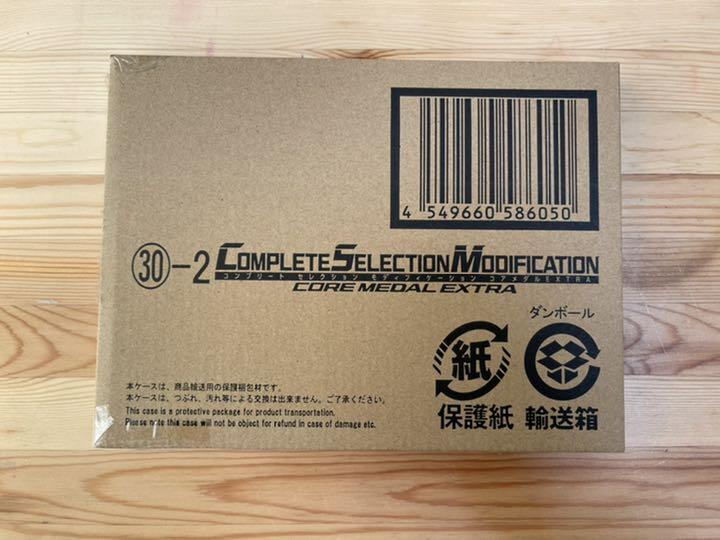 4 549660 586050
㉚-2 COMPLETE SELECTION MODIFICATION
コンプリート セレクション モディフィケーション コアメダルEXTRA
CORE MEDAL EXTRA
ダンボール
紙
保護紙 輸送箱
本ケースは、商品輸送用の保護梱包材です。
本ケースは、つぶれ、汚れ等による交換は出来ません。ご了承ください。
This case is a protective package for product transportation.
Please note this case will not be object for refund in case of damage etc.